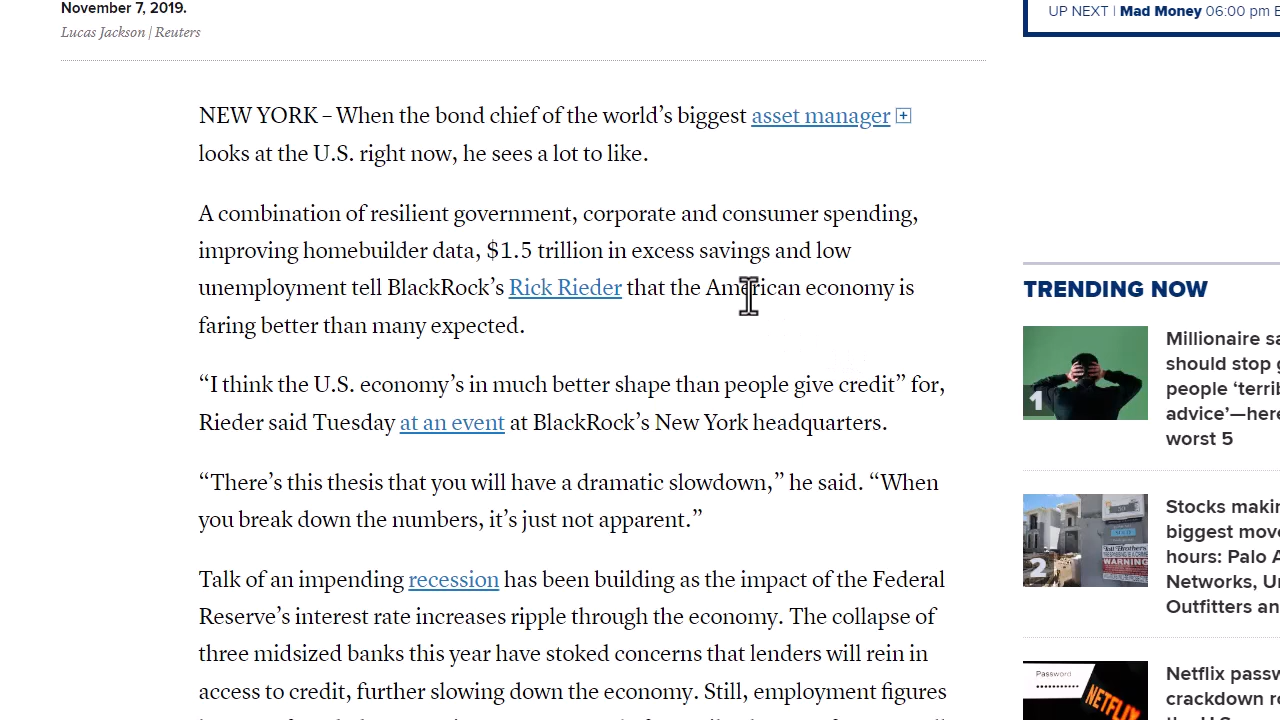 November 7, 2019.
Lucas Jackson | Reuters
UP NEXT | Mad Money 06:00 pm E
NEW YORK – When the bond chief of the world’s biggest asset manager
looks at the U.S. right now, he sees a lot to like.
A combination of resilient government, corporate and consumer spending,
improving homebuilder data, $1.5 trillion in excess savings and low
unemployment tell BlackRock’s Rick Rieder that the American economy is
faring better than many expected.
“I think the U.S. economy’s in much better shape than people give credit” for,
Rieder said Tuesday at an event at BlackRock’s New York headquarters.
“There’s this thesis that you will have a dramatic slowdown,” he said. “When
you break down the numbers, it’s just not apparent.”
Talk of an impending recession has been building as the impact of the Federal
Reserve’s interest rate increases ripple through the economy. The collapse of
three midsized banks this year have stoked concerns that lenders will rein in
access to credit, further slowing down the economy. Still, employment figures
TRENDING NOW
1
Millionaire sa
should stop g
people ‘terrib
advice’—here
worst 5
2
Toll Brothers
WARNING
Stocks makin
biggest move
hours: Palo A
Networks, Ur
Outfitters an
Password
NETFLIX
Netflix passw
crackdown re